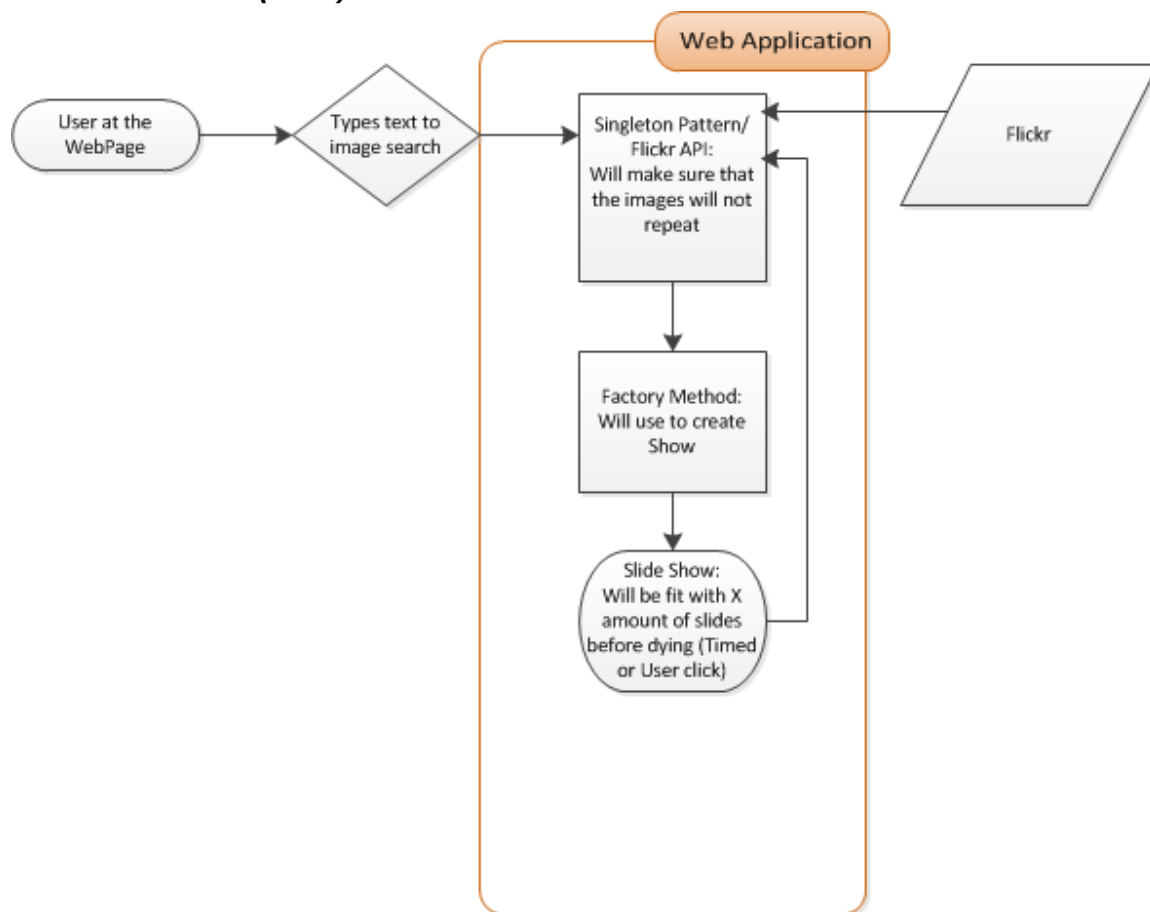 Web Application
User at the
WebPage
Types text to
image search
Singleton Pattern/
Flickr API:
Will make sure that
the images will not
repeat
Flickr
Factory Method:
Will use to create
Show
Slide Show:
Will be fit with X
amount of slides
before dying (Timed
or User click)